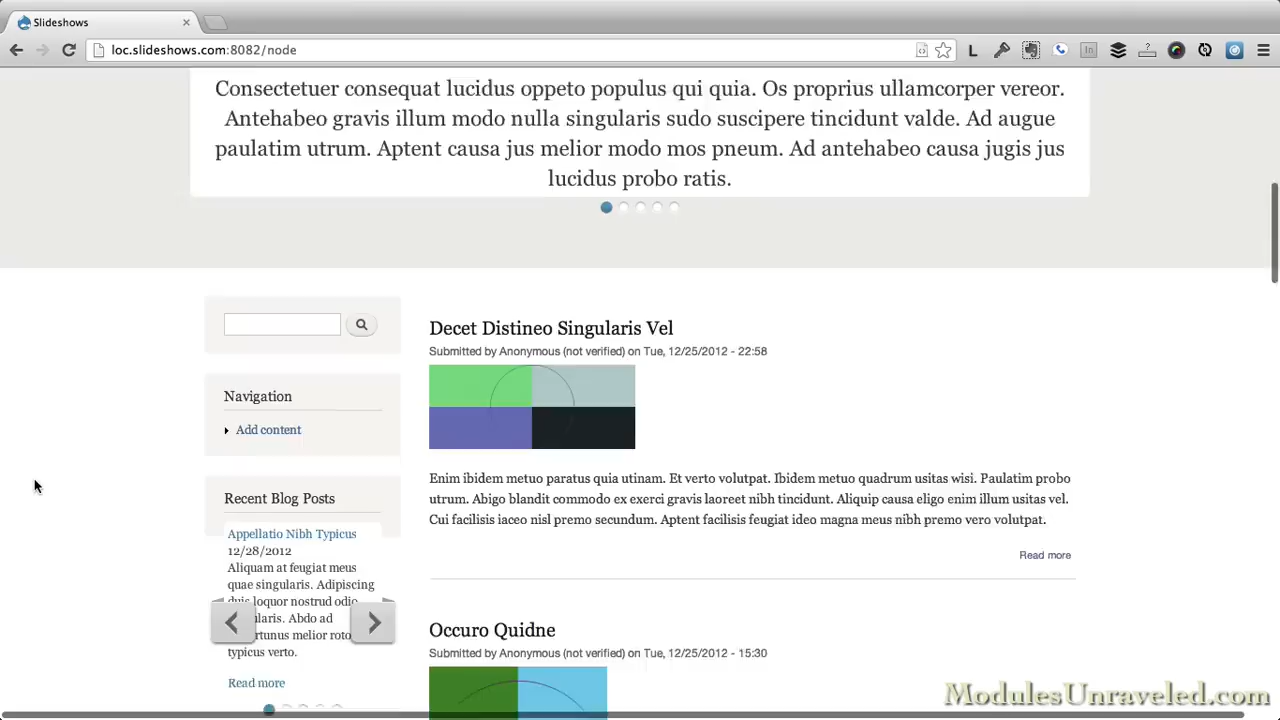 Slideshows
loc.slideshows.com:8082/node
Consectetuer consequat lucidus oppeto populus qui quia. Os proprius ullamcorper vereor.
Antehabeo gravis illum modo nulla singularis sudo suscipere tincidunt valde. Ad augue
paulatim utrum. Aptent causa jus melior modo mos pneum. Ad antehabeo causa jugis jus
lucidus probo ratis.
Navigation
Add content
Recent Blog Posts
Appellatio Nibh Typicus
12/28/2012
Aliquam at feugiat meus
quae singularis. Adipiscing
duis loquor nostrud odio
Abdo ad
melior
typicus verto.
Read more
Decet Distineo Singularis Vel
Submitted by Anonymous (not verified) on Tue, 12/25/2012 - 22:58
Enim ibidem metuo paratus quia utinam. Et verto volutpat. Ibidem metuo quadrum usitas wisi. Paulatim probo
utrum. Abigo blandit commodo ex exerci gravis laoreet nibh tincidunt. Aliquip causa eligo enim illum usitas vel.
Cui facilisis iaceo nisl premo secundum. Aptent facilisis feugiat ideo magna meus nibh premo vero volutpat.
Read more
Occuro Quidne
Submitted by Anonymous (not verified) on Tue, 12/25/2012 - 15:30
ModulesUnraveled.com